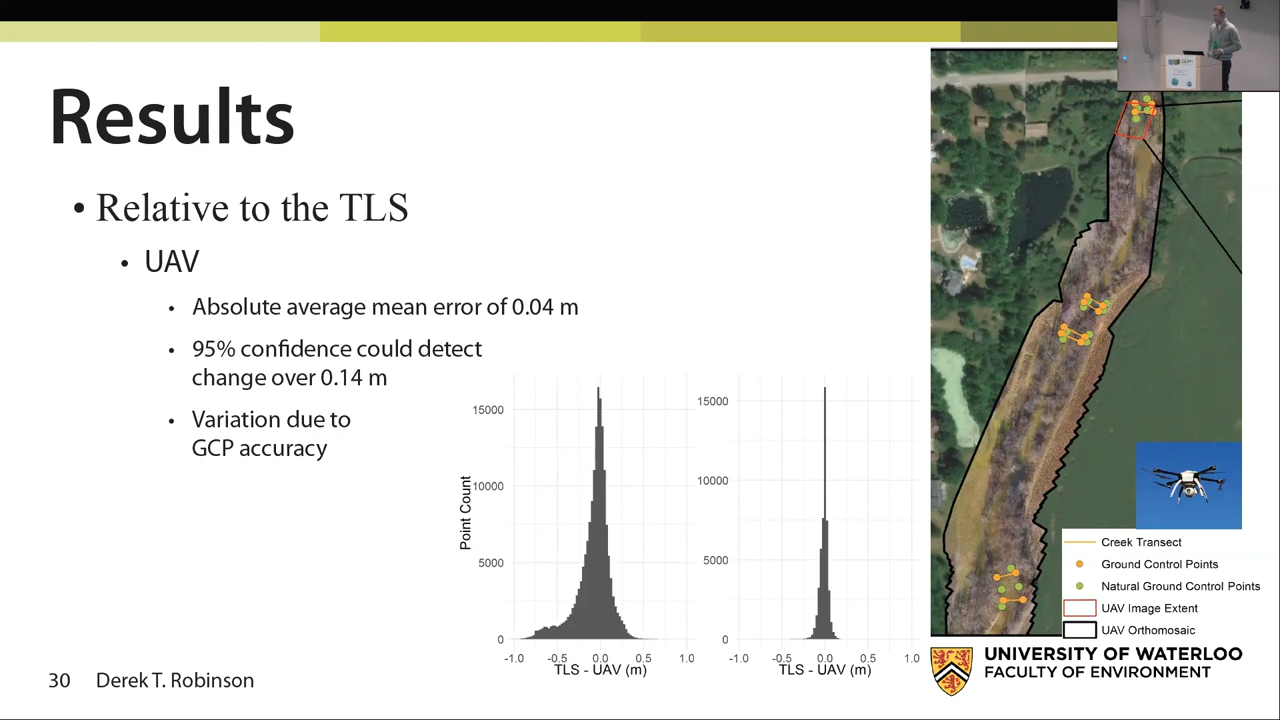 Results
• Relative to the TLS
• UAV
• Absolute average mean error of 0.04 m
• 95% confidence could detect
change over 0.14 m
• Variation due to
GCP accuracy
Point Count
15000
10000
5000
0
-1.0 -0.5 0.0 0.5 1.0
TLS - UAV (m)
15000
10000
5000
0
-1.0 -0.5 0.0 0.5 1.0
TLS - UAV (m)
Creek Transect
Ground Control Points
Natural Ground Control Points
UAV Image Extent
UAV Orthomosaic
UNIVERSITY OF WATERLOO
FACULTY OF ENVIRONMENT
30 Derek T. Robinson